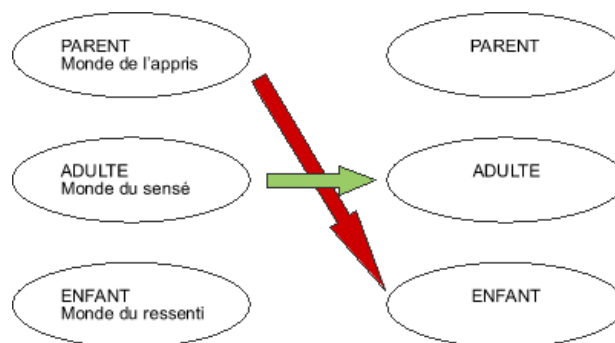 PARENT
Monde de l'appris
PARENT
ADULTE
Monde du sensé
ADULTE
ENFANT
Monde du ressenti
ENFANT